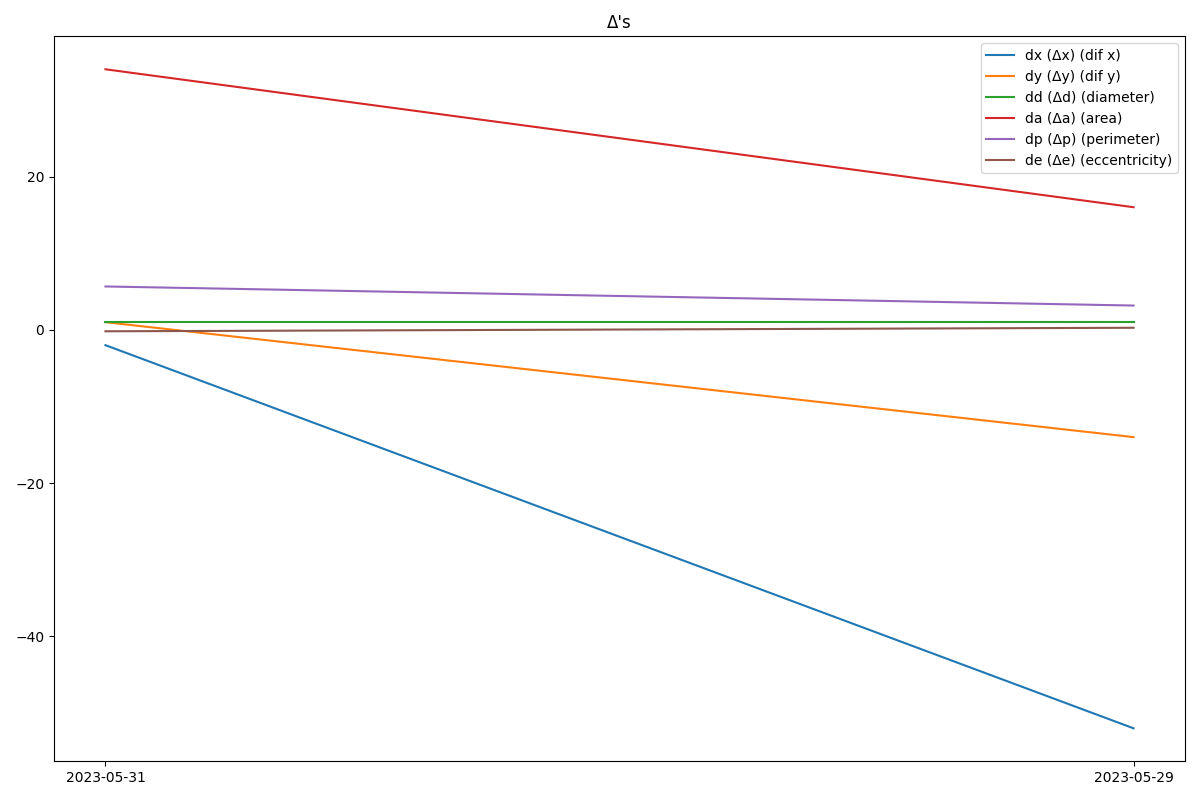 Δ's
dx (Δx) (dif x)
dy (Δy) (dif y)
dd (Δd) (diameter)
da (Δa) (area)
dp (Δp) (perimeter)
de (Δe) (eccentricity)
20
0
−20
−40
2023-05-31
2023-05-29